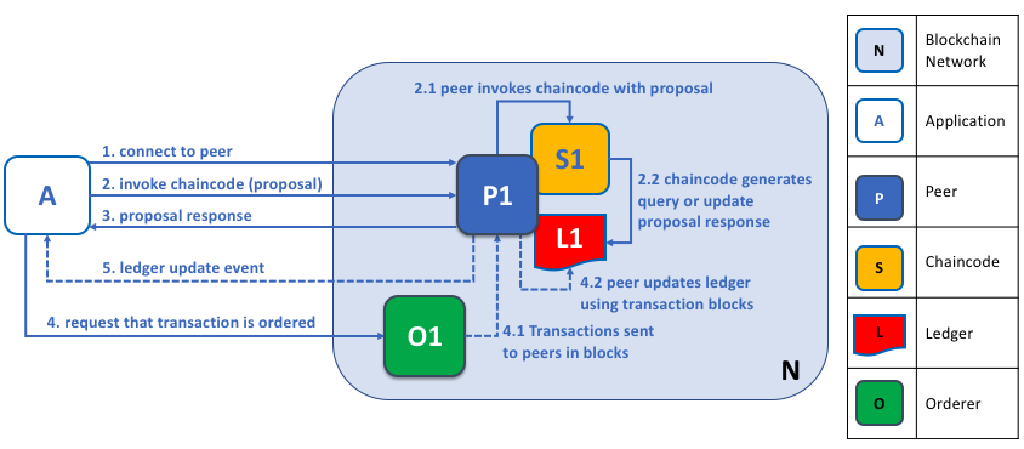 2.1 peer invokes chaincode with proposal
1. connect to peer
2. invoke chaincode (proposal)
3. proposal response
A
P1
S1
2.2 chaincode generates
query or update
proposal response
L1
5. ledger update event
4.2 peer updates ledger
using transaction blocks
4. request that transaction is ordered
O1
4.1 Transactions sent
to peers in blocks
N
N
Blockchain
Network
A
Application
P
Peer
S
Chaincode
L
Ledger
O
Orderer